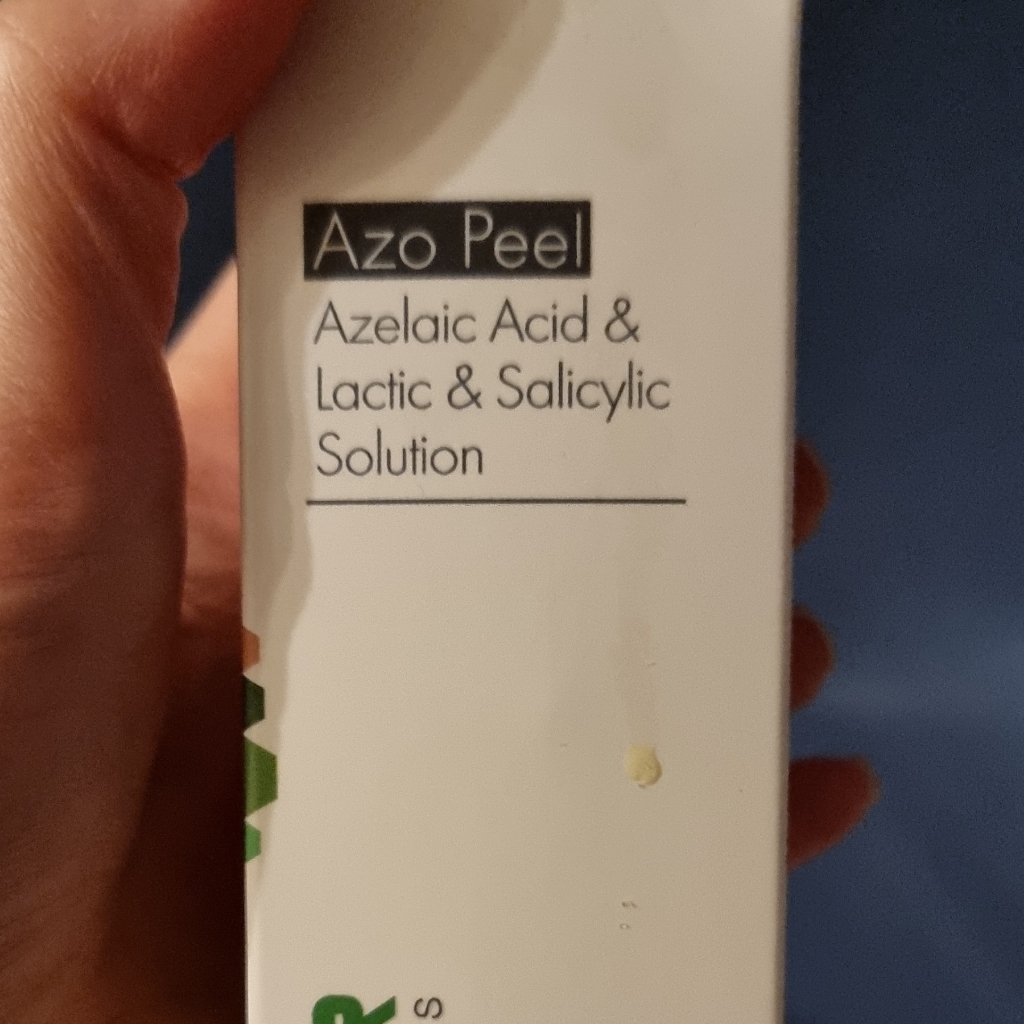 Azo Peel
Azelaic Acid &
Lactic & Salicylic
Solution
R
S